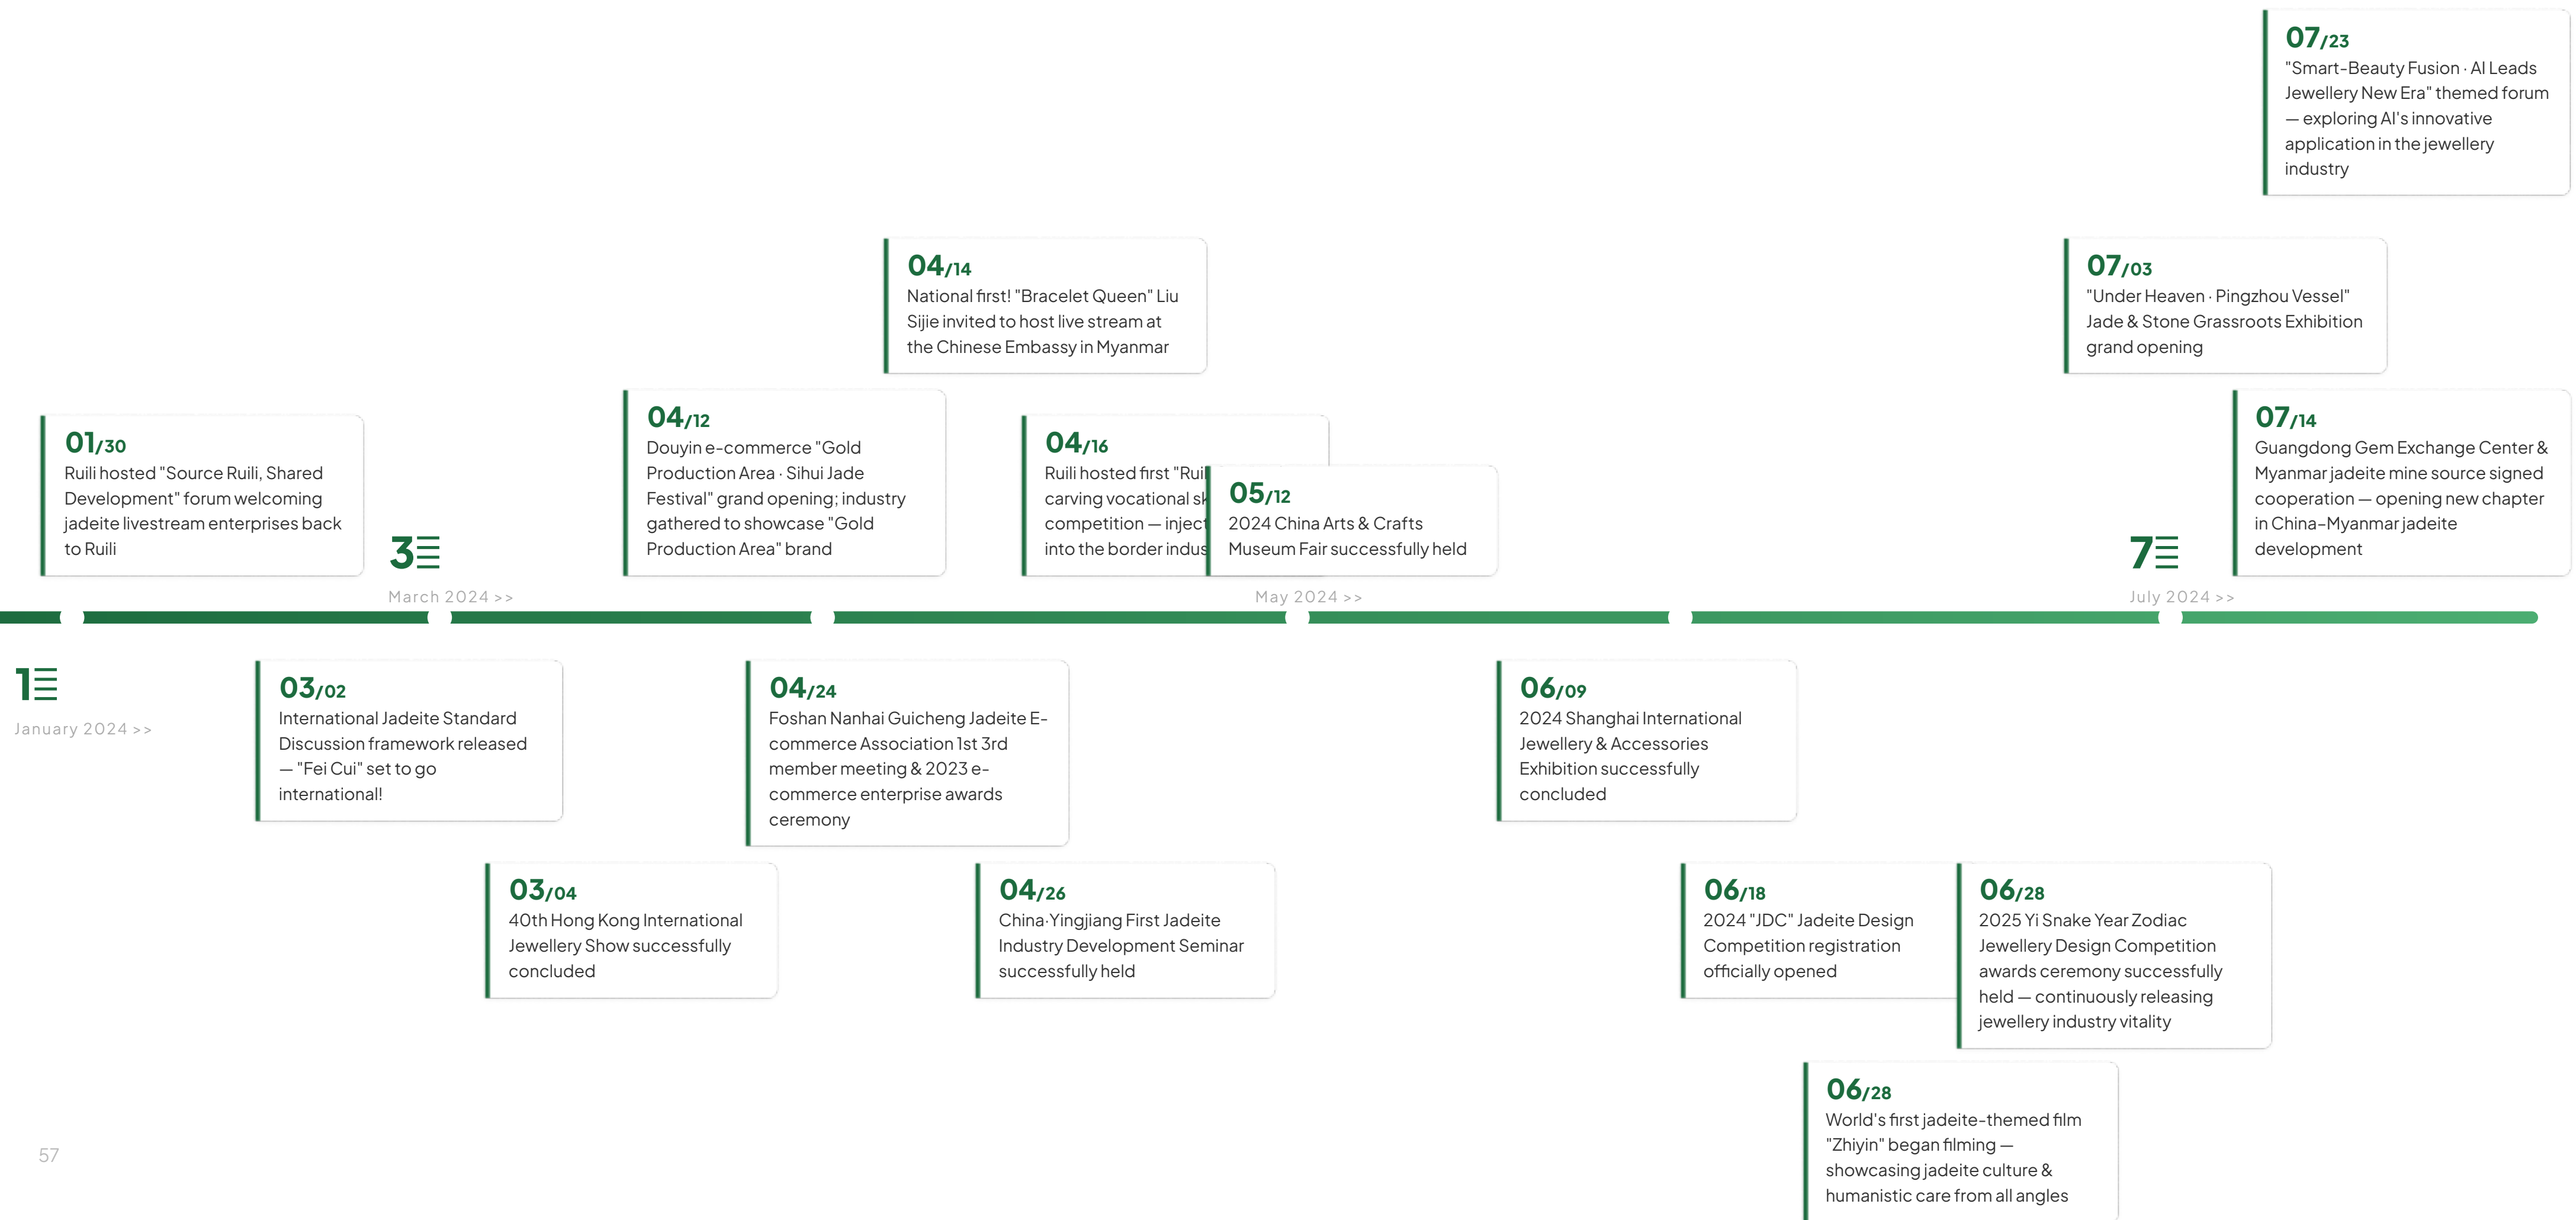 07/23
"Smart-Beauty Fusion · AI Leads
Jewellery New Era" themed forum
— exploring AI's innovative
application in the jewellery
industry
04/14
National first! "Bracelet Queen" Liu
Sijie invited to host live stream at
the Chinese Embassy in Myanmar
07/03
"Under Heaven · Pingzhou Vessel"
Jade & Stone Grassroots Exhibition
grand opening
01/30
Ruili hosted "Source Ruili, Shared
Development" forum welcoming
jadeite livestream enterprises back
to Ruili
04/12
Douyin e-commerce "Gold
Production Area · Sihui Jade
Festival" grand opening; industry
gathered to showcase "Gold
Production Area" brand
04/16
Ruili hosted first
carving vocational
competition —
into the border
05/12
2024 China Arts & Crafts
Museum Fair successfully held
07/14
Guangdong Gem Exchange Center &
Myanmar jadeite mine source signed
cooperation — opening new chapter
in China–Myanmar jadeite
development
3
March 2024 >>
May 2024 >>
7
July 2024 >>
1
January 2024 >>
03/02
International Jadeite Standard
Discussion framework released
— "Fei Cui" set to go
international!
04/24
Foshan Nanhai Guicheng Jadeite E-
commerce Association 1st 3rd
member meeting & 2023 e-
commerce enterprise awards
ceremony
06/09
2024 Shanghai International
Jewellery & Accessories
Exhibition successfully
concluded
03/04
40th Hong Kong International
Jewellery Show successfully
concluded
04/26
China·Yingjiang First Jadeite
Industry Development Seminar
successfully held
06/18
2024 "JDC" Jadeite Design
Competition registration
officially opened
06/28
2025 Yi Snake Year Zodiac
Jewellery Design Competition
awards ceremony successfully
held — continuously releasing
jewellery industry vitality
06/28
World's first jadeite-themed film
"Zhiyin" began filming —
showcasing jadeite culture &
humanistic care from all angles
57